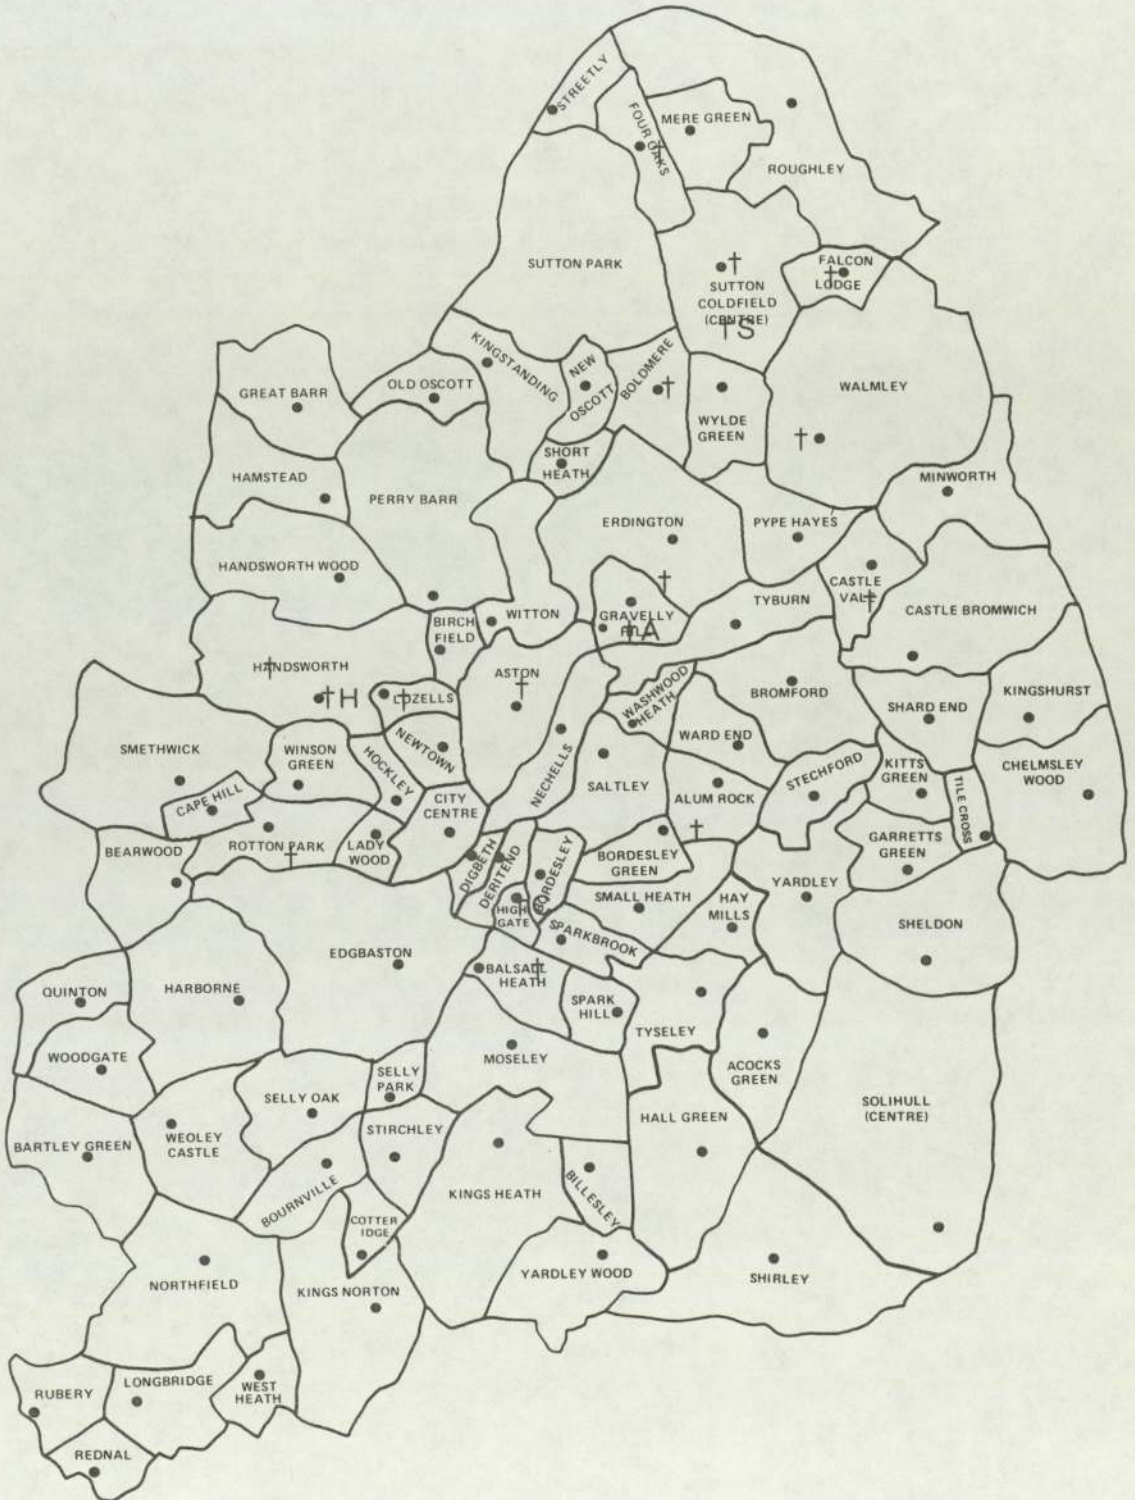 STREETLY
FOUR OAKS
MERE GREEN
ROUGHLEY
SUTTON PARK
FALCON
LODGE
SUTTON
COLDFIELD
(CENTRE)
†S
KINGSTANDING
NEW
OSCOTT
BOLDMERE
GREAT BARR
OLD OSCOTT
WALMLEY
WYLDE
GREEN
SHORT
HEATH
HAMSTEAD
MINWORTH
PERRY BARR
ERDINGTON
PYPE HAYES
HANDSWORTH WOOD
CASTLE
VALE
TYBURN
CASTLE BROMWICH
BIRCH
FIELD
WITTON
GRAVELLY
HILL
†A
HANDSWORTH
†H
LOZELLS
ASTON
WASHWOOD
HEATH
BROMFORD
KINGSHURST
SHARD END
SMETHWICK
WINSON
GREEN
HOCKLEY
NEWTOWN
NECHELLS
SALTLEY
WARD END
STECHFORD
KITTS
GREEN
CHELMSLEY
WOOD
CAPE HILL
CITY
CENTRE
ALUM ROCK
TILE CROSS
BEARWOOD
ROTTON PARK
LADY
WOOD
DIGBETH
DERITEND
BORDESLEY
BORDESLEY
GREEN
GARRETTS
GREEN
HIGH
GATE
SMALL HEATH
HAY
MILLS
YARDLEY
SHELDON
EDGBASTON
SPARKBROOK
BALSALL
HEATH
QUINTON
HARBORNE
SPARK
HILL
TYSELEY
WOODGATE
MOSELEY
ACOCKS
GREEN
SELLY
PARK
SELLY OAK
SOLIHULL
(CENTRE)
HALL GREEN
BARTLEY GREEN
WEOLEY
CASTLE
STIRCHLEY
BOURNVILLE
KINGS HEATH
BILLESLEY
COTTER
IDGE
NORTHFIELD
KINGS NORTON
YARDLEY WOOD
SHIRLEY
RUBERY
LONGBRIDGE
WEST
HEATH
REDNAL